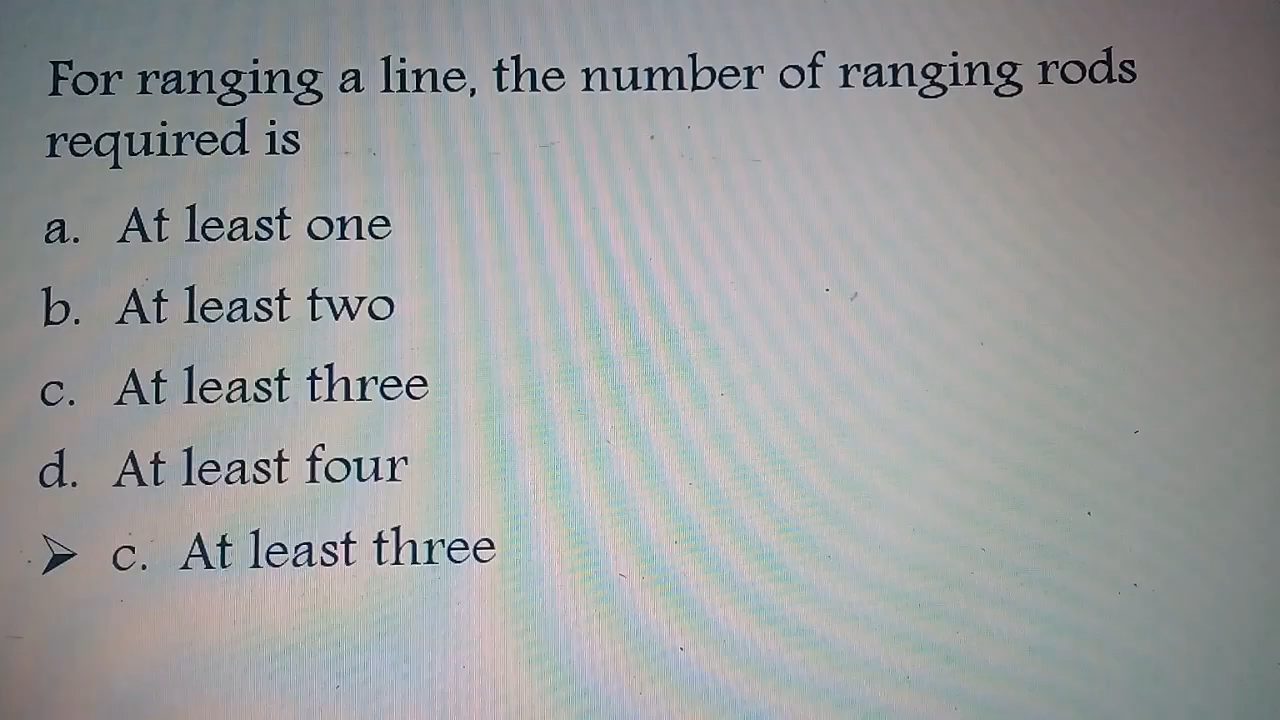 For ranging a line, the number of ranging rods
required is
a. At least one
b. At least two
c. At least three
d. At least four
➢ c. At least three